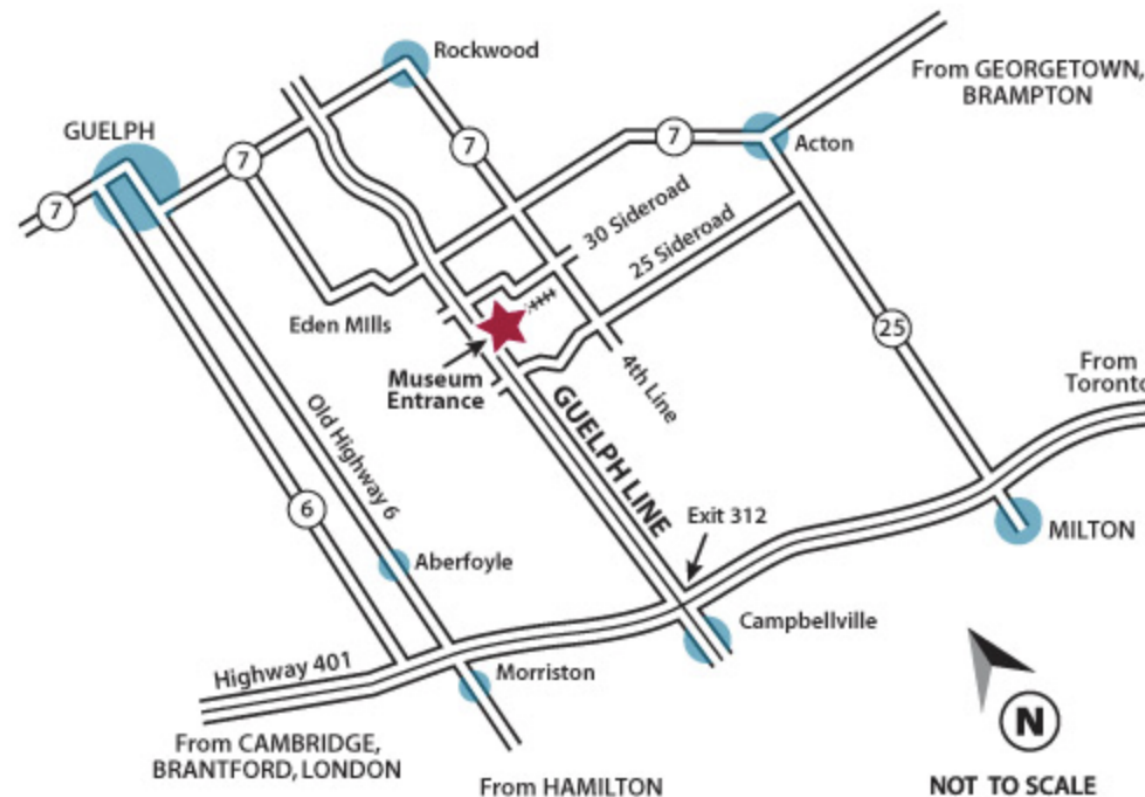 Rockwood
From GEORGETOWN,
BRAMPTON
GUELPH
7
7
7
7
Acton
30 Sideroad
25 Sideroad
Eden MIlls
25
Museum
Entrance
4th Line
From
Toronto
Old Highway 6
GUELPH LINE
6
Exit 312
MILTON
Aberfoyle
Campbellville
Highway 401
Morriston
N
From CAMBRIDGE,
BRANTFORD, LONDON
From HAMILTON
NOT TO SCALE